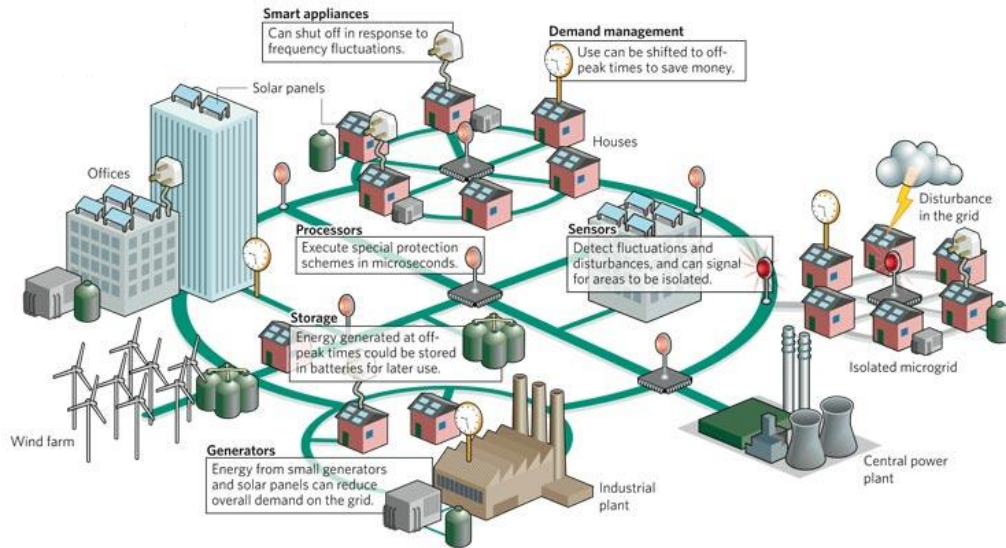 Smart appliances
Can shut off in response to
frequency fluctuations.
Demand management
Use can be shifted to off-
peak times to save money.
Solar panels
Houses
Offices
Disturbance
in the grid
Processors
Execute special protection
schemes in microseconds.
Sensors
Detect fluctuations and
disturbances, and can signal
for areas to be isolated.
Storage
Energy generated at off-
peak times could be stored
in batteries for later use.
Isolated microgrid
Wind farm
Generators
Energy from small generators
and solar panels can reduce
overall demand on the grid.
Industrial
plant
Central power
plant